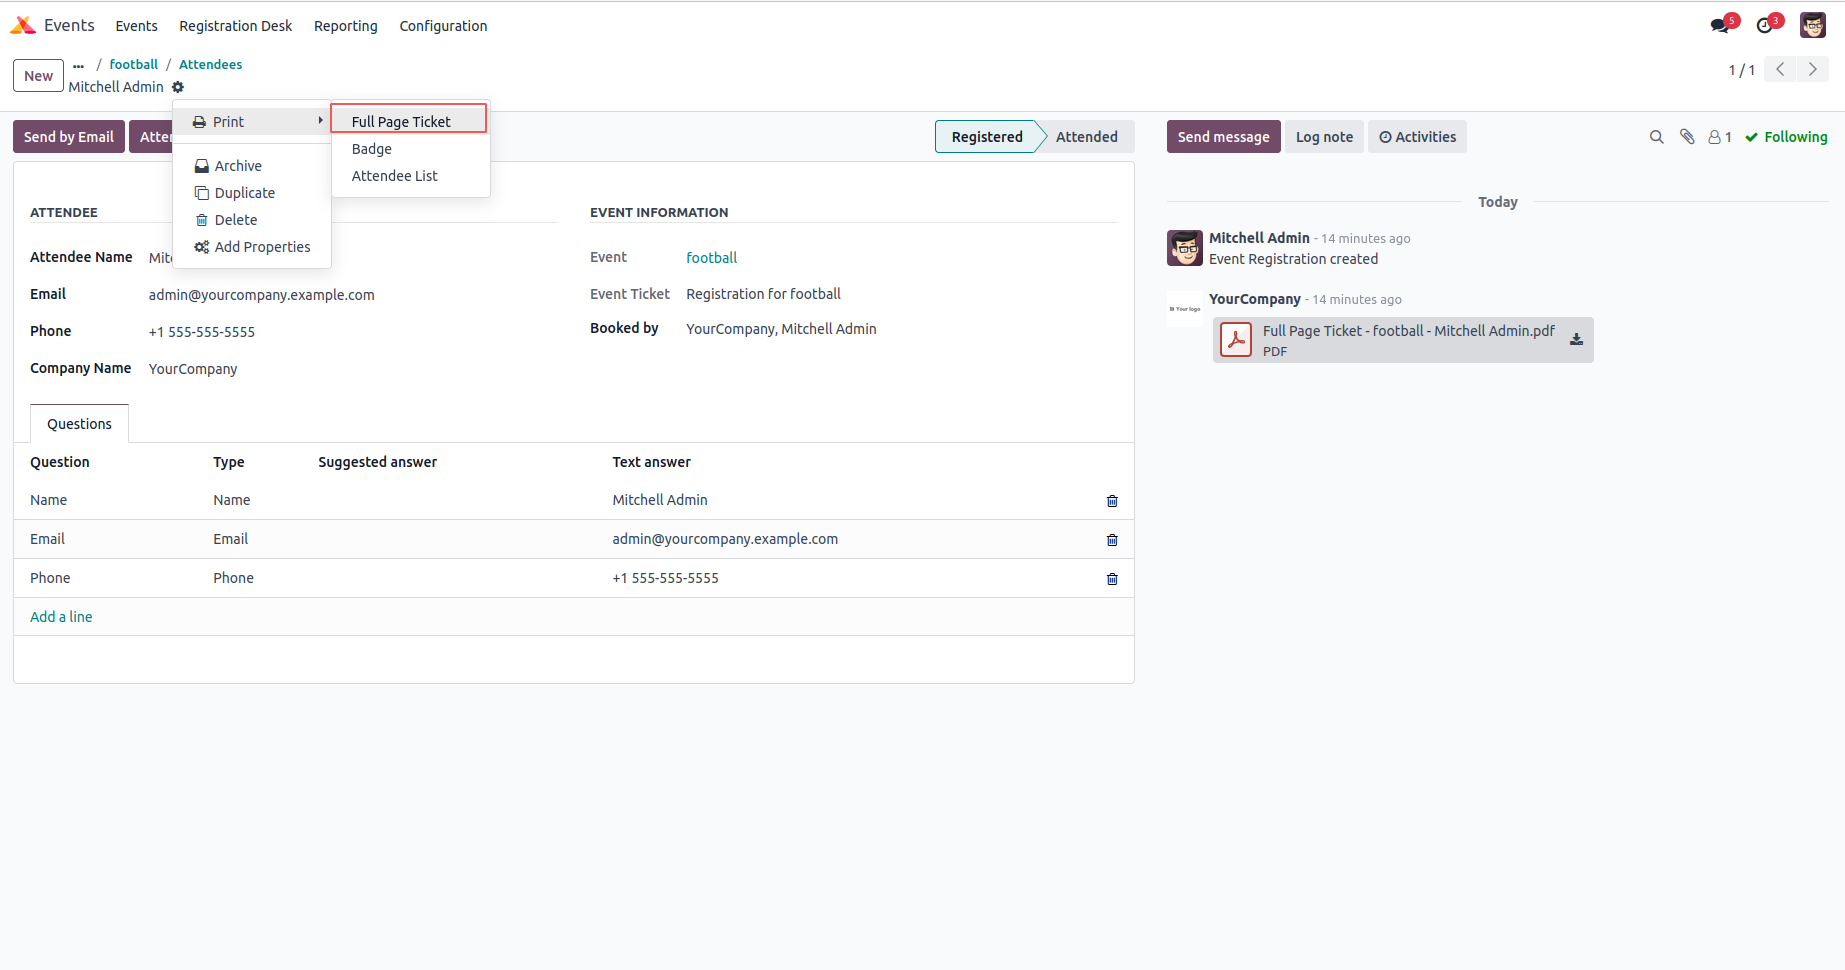 Events Events Registration Desk Reporting Configuration 5 3
New ... / football / Attendees
Mitchell Admin
1 / 1
Print
Archive
Duplicate
Delete
Add Properties
Full Page Ticket
Badge
Attendee List
Send by Email Atten
Registered Attended
Send message Log note Activities 1 Following
ATTENDEE
Attendee Name Mitc
Email admin@yourcompany.example.com
Phone +1 555-555-5555
Company Name YourCompany
EVENT INFORMATION
Event football
Event Ticket Registration for football
Booked by YourCompany, Mitchell Admin
Questions
Question Type Suggested answer Text answer
Name Name Mitchell Admin
Email Email admin@yourcompany.example.com
Phone Phone +1 555-555-5555
Add a line
Today
Mitchell Admin - 14 minutes ago
Event Registration created
Your logo
YourCompany - 14 minutes ago
Full Page Ticket - football - Mitchell Admin.pdf
PDF